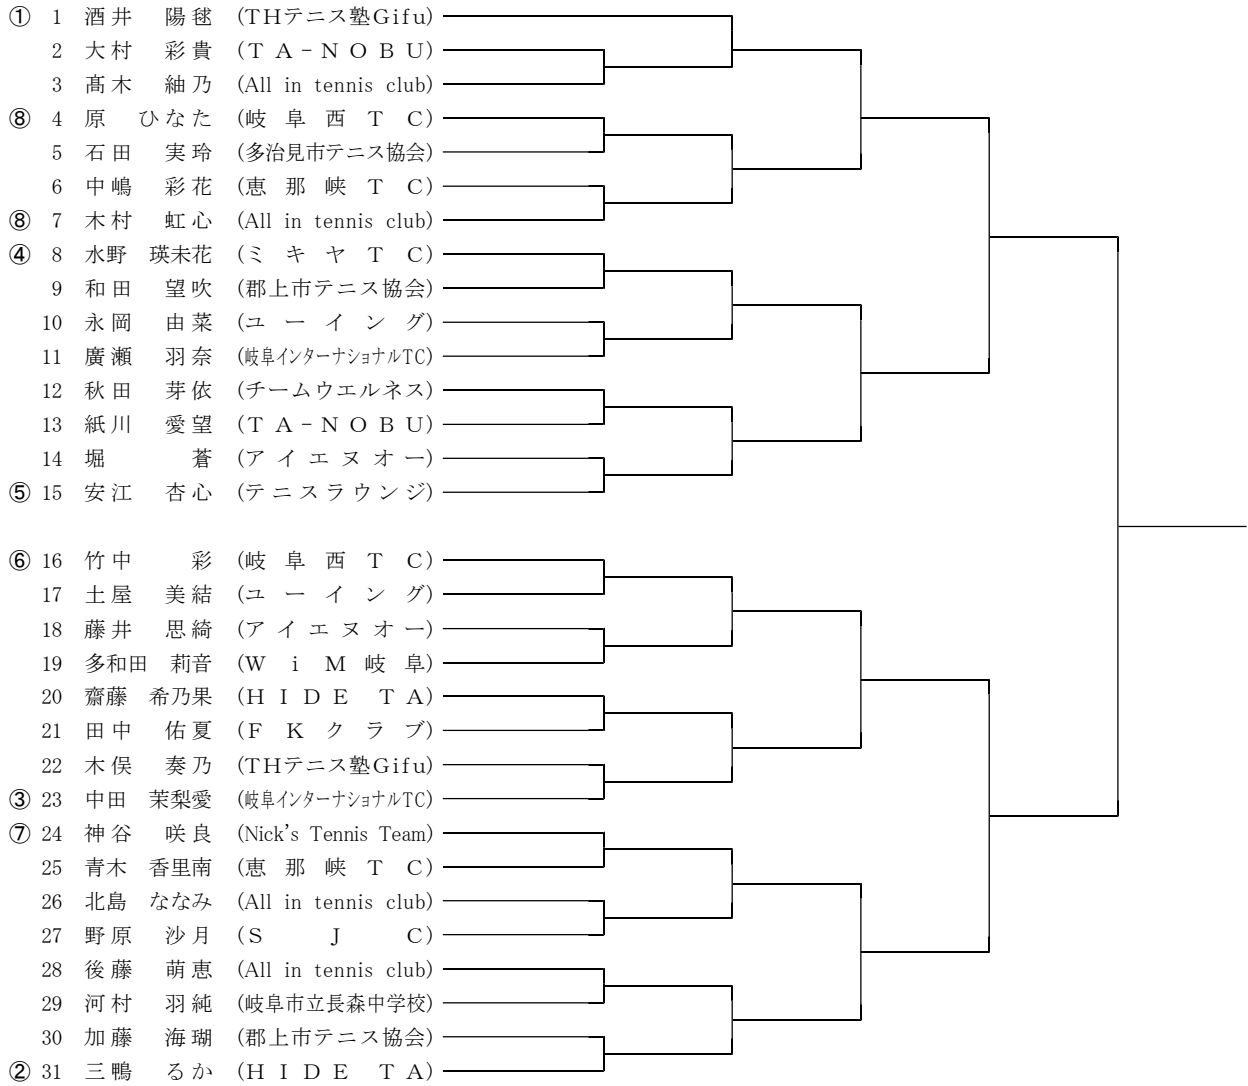 ① 1 酒井 陽毬 (THテニス塾Gifu)
2 大村 彩貴 (TA-NOBU)
3 髙木 紬乃 (All in tennis club)
⑧ 4 原 ひなた (岐阜西TC)
5 石田 実玲 (多治見市テニス協会)
6 中嶋 彩花 (恵那峡TC)
⑧ 7 木村 虹心 (All in tennis club)
④ 8 水野 瑛未花 (ミキヤTC)
9 和田 望吹 (郡上市テニス協会)
10 永岡 由菜 (ユーイング)
11 廣瀬 羽奈 (岐阜インターナショナルTC)
12 秋田 芽依 (チームウエルネス)
13 紙川 愛望 (TA-NOBU)
14 堀 蒼 (アイエヌオー)
⑤ 15 安江 杏心 (テニスラウンジ)
⑥ 16 竹中 彩 (岐阜西TC)
17 土屋 美結 (ユーイング)
18 藤井 思綺 (アイエヌオー)
19 多和田 莉音 (WiM岐阜)
20 齋藤 希乃果 (HIDE TA)
21 田中 佑夏 (FKクラブ)
22 木俣 奏乃 (THテニス塾Gifu)
③ 23 中田 茉梨愛 (岐阜インターナショナルTC)
⑦ 24 神谷 咲良 (Nick's Tennis Team)
25 青木 香里南 (恵那峡TC)
26 北島 ななみ (All in tennis club)
27 野原 沙月 (SJC)
28 後藤 萌恵 (All in tennis club)
29 河村 羽純 (岐阜市立長森中学校)
30 加藤 海瑚 (郡上市テニス協会)
② 31 三鴨 るか (HIDE TA)